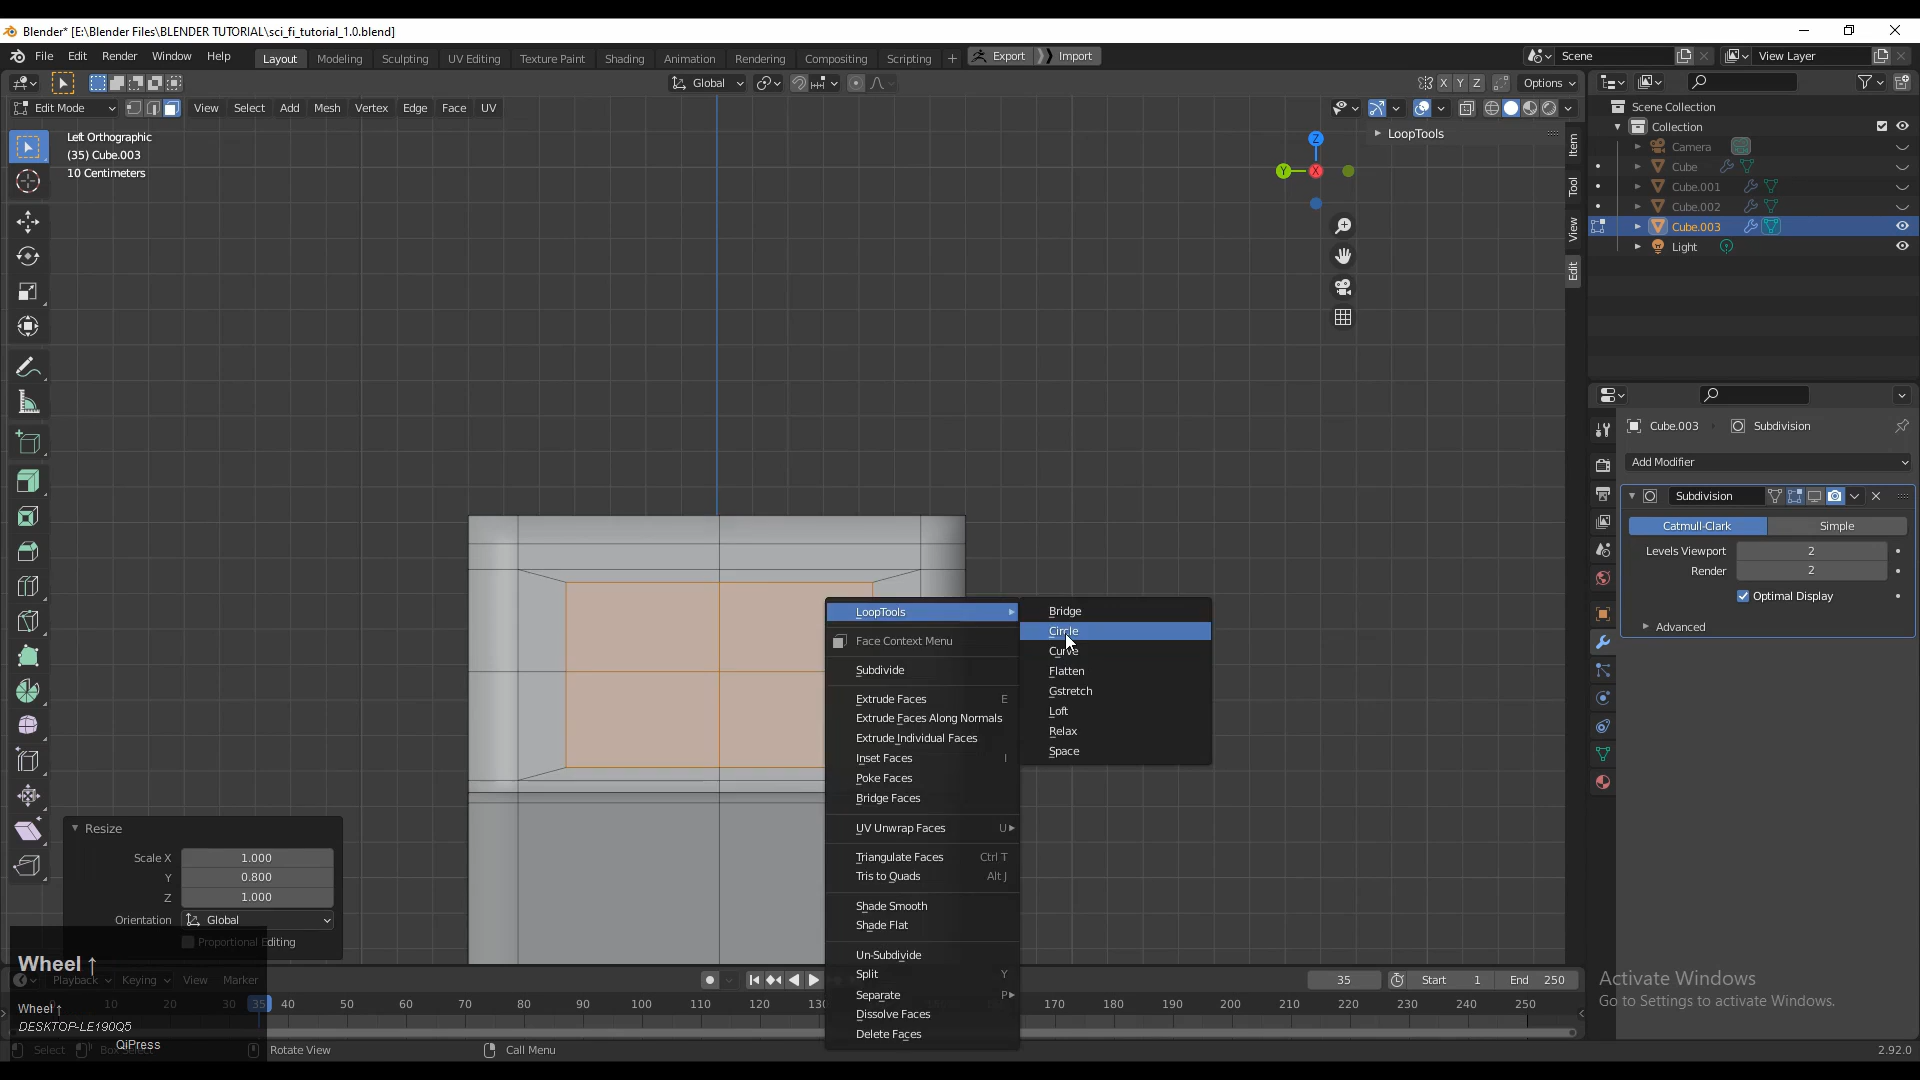 Blender* [E:\Blender Files\BLENDER TUTORIAL\sci_fi_tutorial_1.0.blend]
File Edit Render Window Help Layout Modeling Sculpting UV Editing Texture Paint Shading Animation Rendering Compositing Scripting + Export Import Scene View Layer
Global X Y Z Options
Edit Mode View Select Add Mesh Vertex Edge Face UV
Left Orthographic
(35) Cube.003
10 Centimeters
LoopTools
Z
Y
X
Item
Tool
View
Edit
Scene Collection
Collection
Camera
Cube
Cube.001
Cube.002
Cube.003
Light
Cube.003 Subdivision
Add Modifier
Subdivision
Catmull-Clark Simple
Levels Viewport 2
Render 2
Optimal Display
Advanced
LoopTools
Face Context Menu
Subdivide
Extrude Faces E
Extrude Faces Along Normals
Extrude Individual Faces
Inset Faces I
Poke Faces
Bridge Faces
UV Unwrap Faces U
Triangulate Faces Ctrl T
Tris to Quads Alt J
Shade Smooth
Shade Flat
Un-Subdivide
Split Y
Separate P
Dissolve Faces
Delete Faces
Bridge
Circle
Curve
Flatten
Gstretch
Loft
Relax
Space
Resize
Scale X 1.000
Y 0.800
Z 1.000
Orientation Global
Proportional Editing
Wheel ↑
Playback Keying View Marker 35 Start 1 End 250
10 20 30 35 40 50 60 70 80 90 100 110 120 170 180 190 200 210 220 230 240 250
Wheel ↑
DESKTOP-LE190Q5
QiPress
Select Box Select Rotate View Call Menu
Activate Windows
Go to Settings to activate Windows.
2.92.0